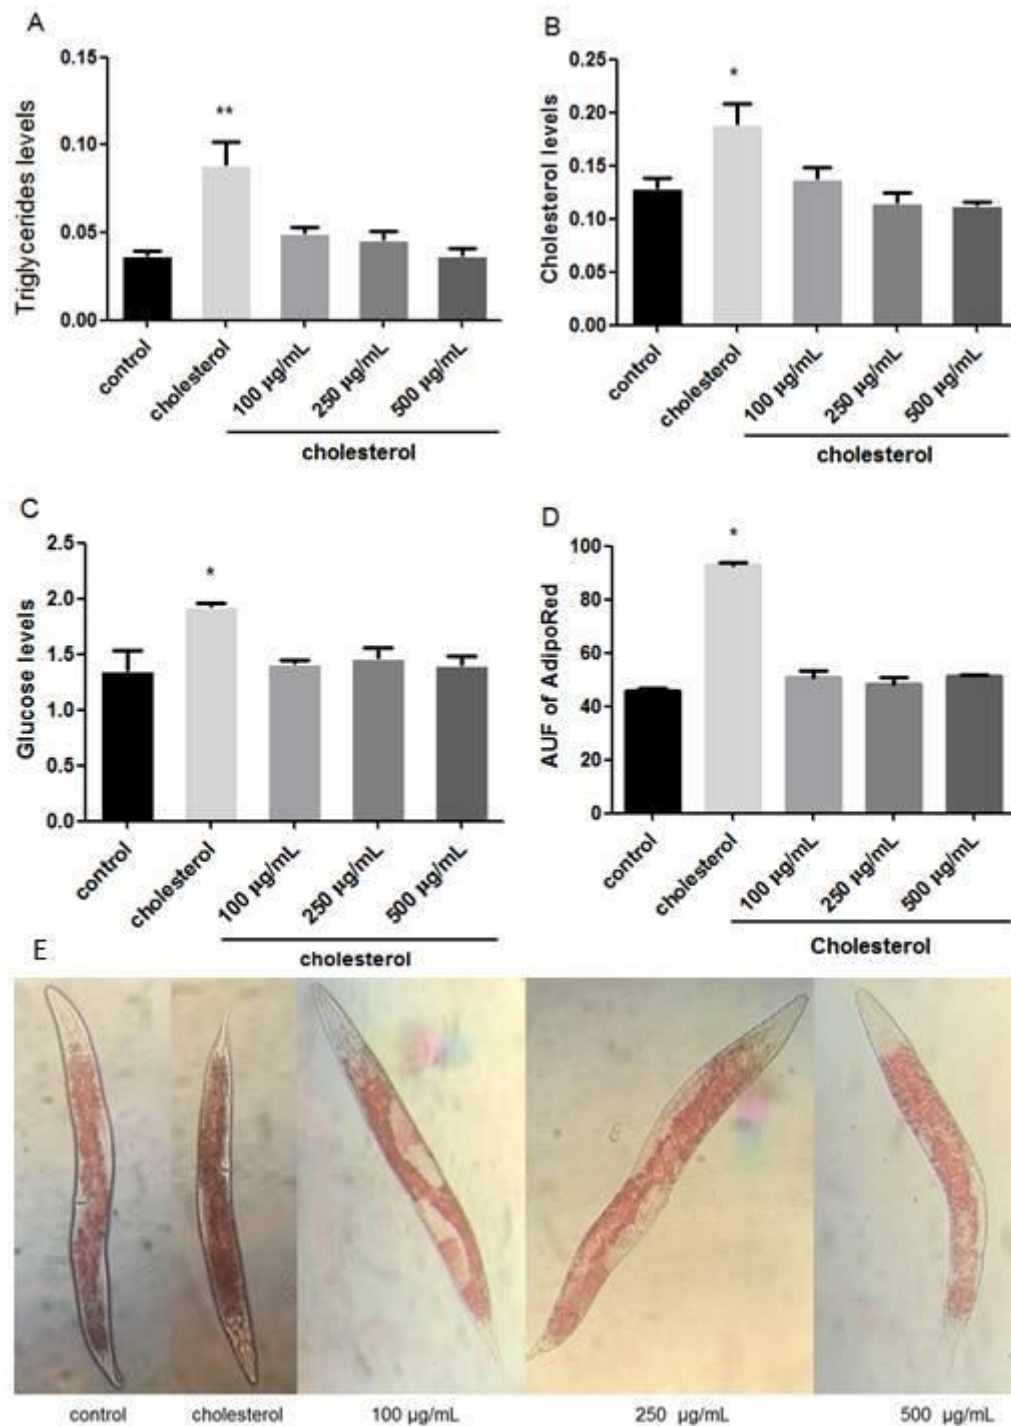 A
Triglycerides levels
0.15
0.10
0.05
0.00
**
control
cholesterol
100 µg/mL
250 µg/mL
500 µg/mL
cholesterol
B
Cholesterol levels
0.25
0.20
0.15
0.10
0.05
0.00
*
control
cholesterol
100 µg/mL
250 µg/mL
500 µg/mL
cholesterol
C
Glucose levels
2.5
2.0
1.5
1.0
0.5
0.0
*
control
cholesterol
100 µg/mL
250 µg/mL
500 µg/mL
cholesterol
D
AUF of AdipoRed
100
80
60
40
20
0
*
control
cholesterol
100 µg/mL
250 µg/mL
500 µg/mL
Cholesterol
E
control
cholesterol
100 µg/mL
250 µg/mL
500 µg/mL